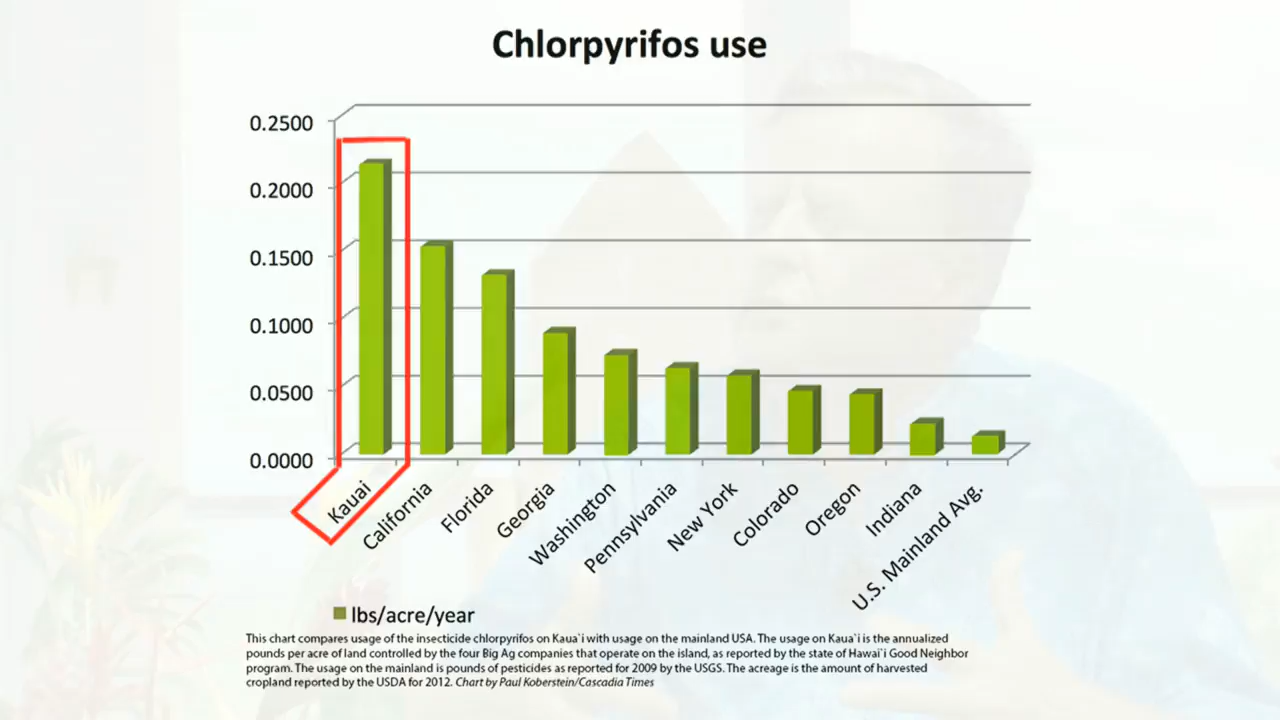 Chlorpyrifos use
0.2500
0.2000
0.1500
0.1000
0.0500
0.0000
Kauai
California
Florida
Georgia
Washington
Pennsylvania
New York
Colorado
Oregon
Indiana
U.S. Mainland Avg.
lbs/acre/year
This chart compares usage of the insecticide chlorpyrifos on Kaua`i with usage on the mainland USA. The usage on Kaua`i is the annualized
pounds per acre of land controlled by the four Big Ag companies that operate on the island, as reported by the state of Hawai`i Good Neighbor
program. The usage on the mainland is pounds of pesticides as reported for 2009 by the USGS. The acreage is the amount of harvested
cropland reported by the USDA for 2012. Chart by Paul Koberstein/Cascadia Times